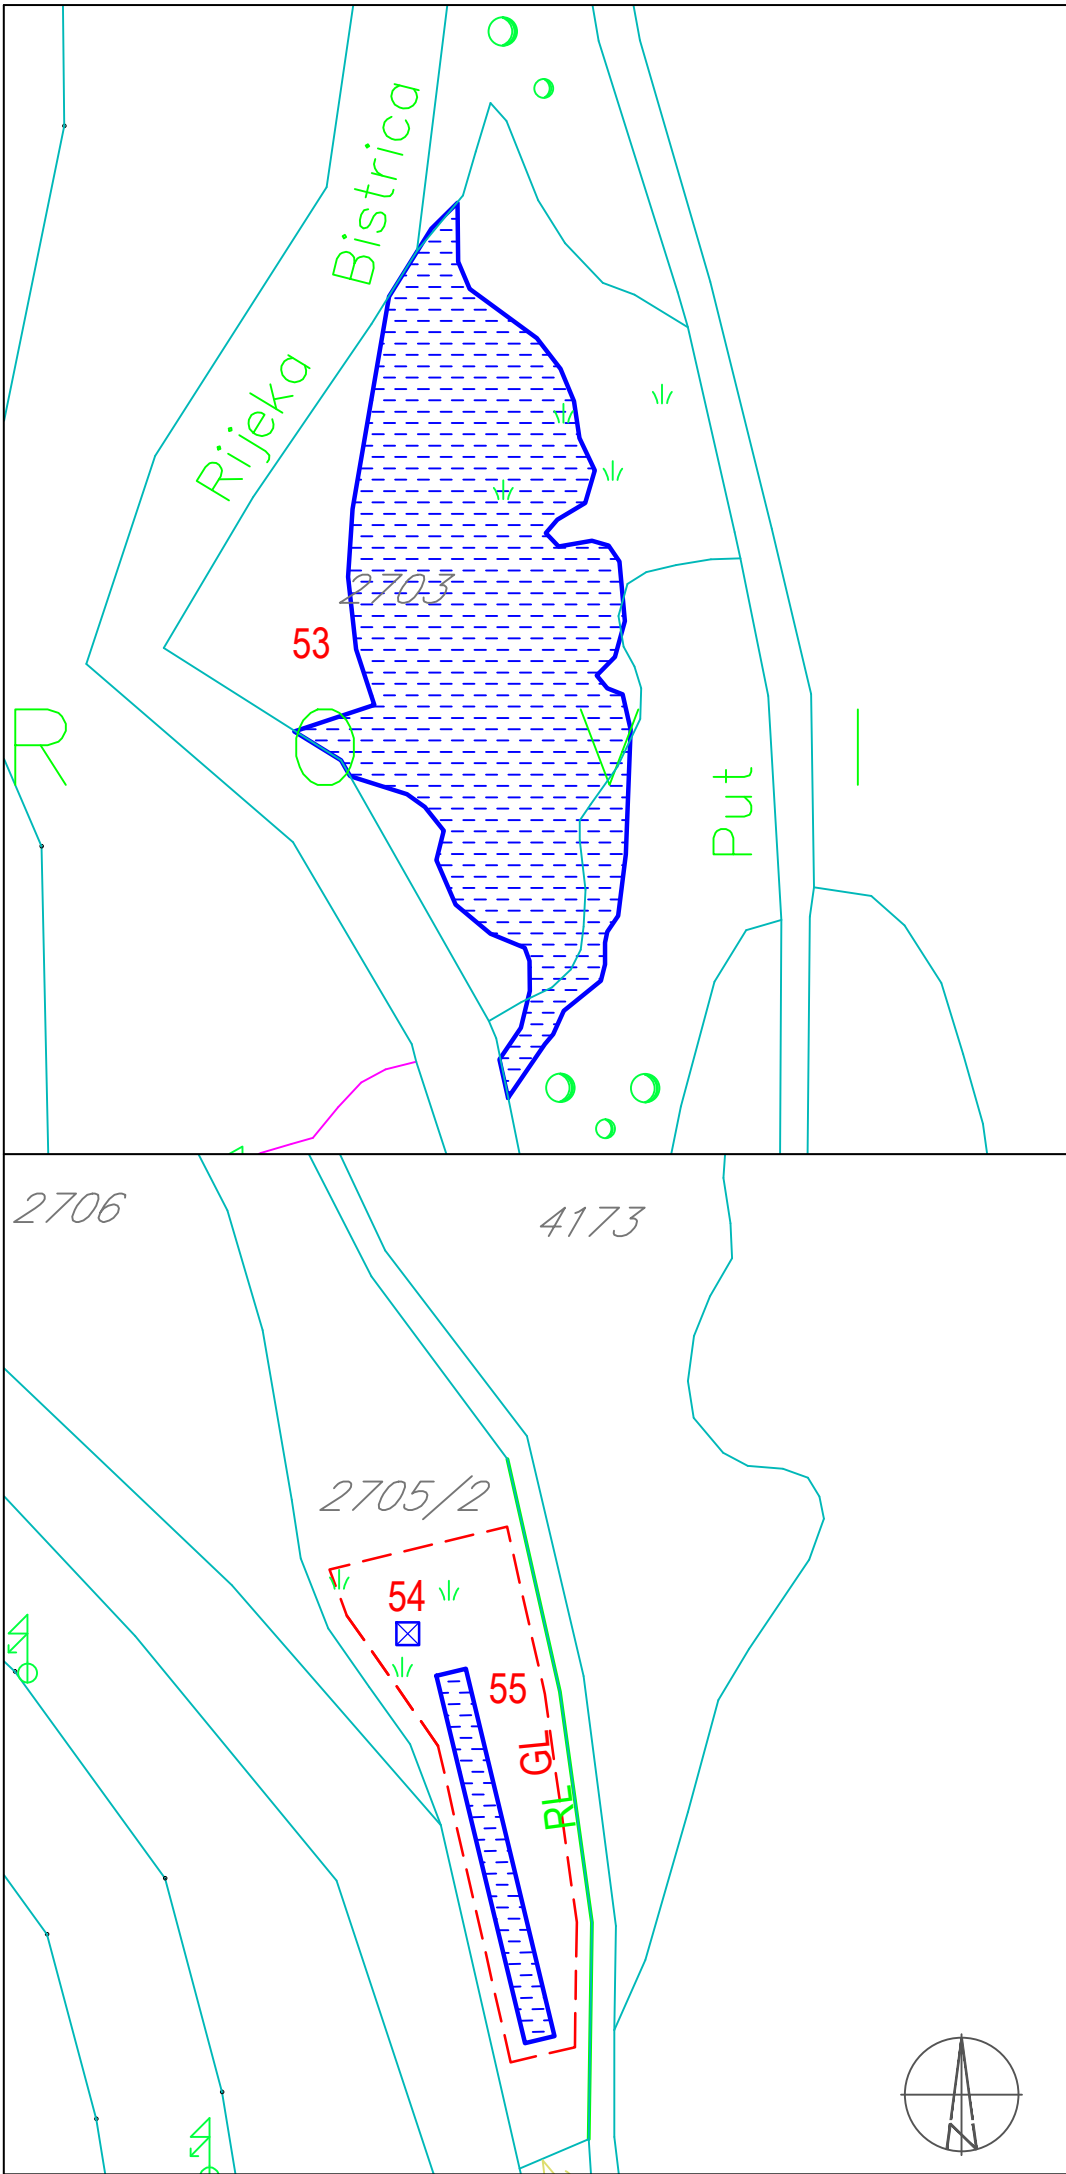 Bistrica
Rijeka
2703
53
R O V I
Put
2706
4173
2705/2
54
55
GL
RL
N